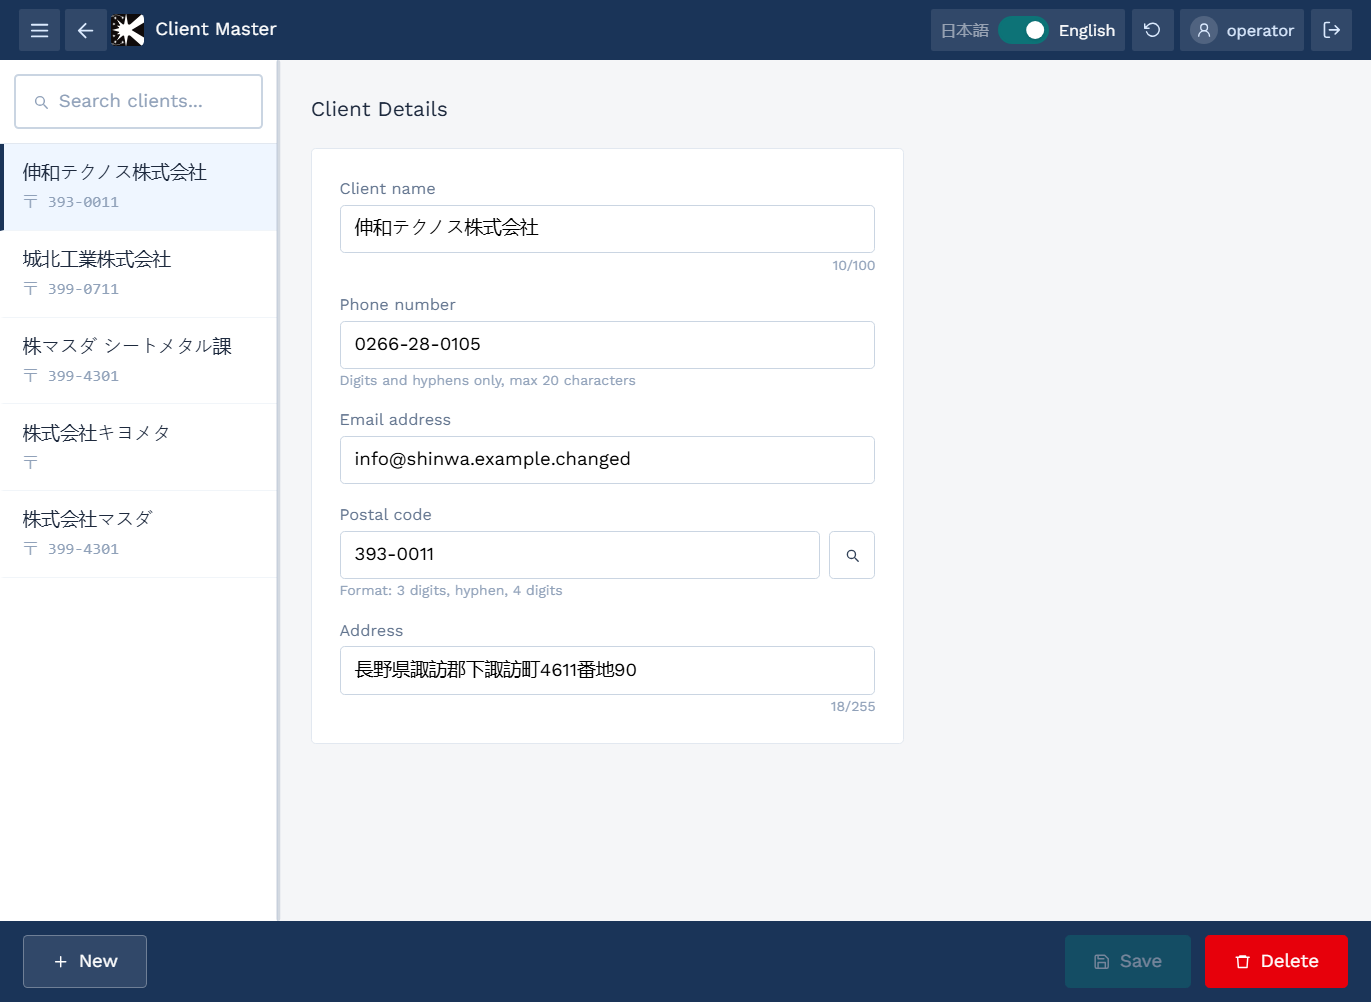 Client Master
日本語
English
operator
Search clients...
伸和テクノス株式会社
〒 393-0011
城北工業株式会社
〒 399-0711
株マスダ シートメタル課
〒 399-4301
株式会社キヨメタ
〒
株式会社マスダ
〒 399-4301
Client Details
Client name
伸和テクノス株式会社
10/100
Phone number
0266-28-0105
Digits and hyphens only, max 20 characters
Email address
info@shinwa.example.changed
Postal code
393-0011
Format: 3 digits, hyphen, 4 digits
Address
長野県諏訪郡下諏訪町4611番地90
18/255
+ New
Save
Delete